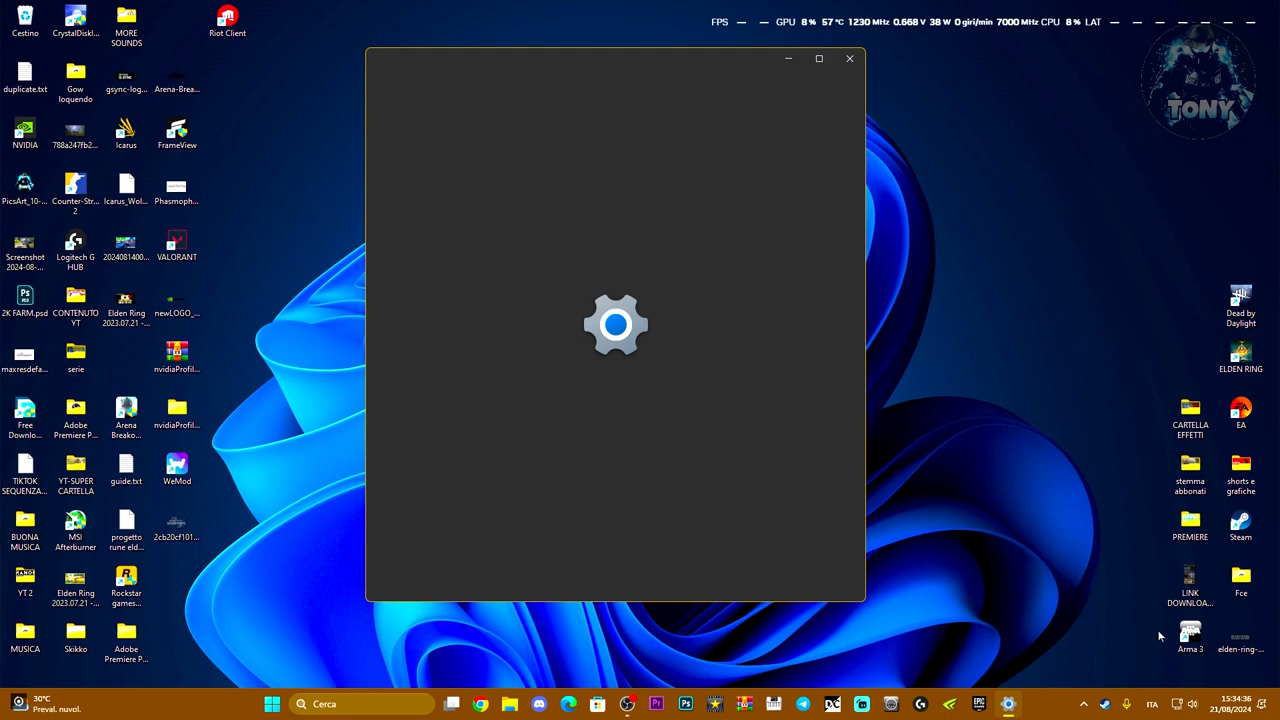 FPS — — GPU 8 % 57 °C 1230 MHz 0.668 V 38 W 0 giri/min 7000 MHz CPU 8 % LAT — — — — — — —
TONY
Cestino
CrystalDiskI...
MORE
SOUNDS
Riot Client
duplicate.txt
Gow
loquendo
gsync-log...
Arena-Brea...
NVIDIA
788a247fb2...
Icarus
FrameView
PicsArt_10-...
Counter-Str...
2
Icarus_Wol...
Phasmoph...
Screenshot
2024-08-...
Logitech G
HUB
2024081400...
VALORANT
2K FARM.psd
CONTENUTO
YT
Elden Ring
2023.07.21 -...
newLOGO_...
maxresdefa...
serie
nvidiaProfil...
Free
Downlo...
Adobe
Premiere P...
Arena
Breako...
nvidiaProfil...
TIKTOK
SEQUENZA...
YT-SUPER
CARTELLA
guide.txt
WeMod
BUONA
MUSICA
MSI
Afterburner
progetto
rune eld...
2cb20cf101...
YT 2
Elden Ring
2023.07.21 -...
Rockstar
games...
MUSICA
Skikko
Adobe
Premiere P...
Dead by
Daylight
ELDEN RING
CARTELLA
EFFETTI
EA
stemma
abbonati
shorts e
grafiche
PREMIERE
Steam
LINK
DOWNLOA...
Fce
Arma 3
elden-ring-...
30°C
Preval. nuvol.
Cerca
ITA
15:34:36
21/08/2024